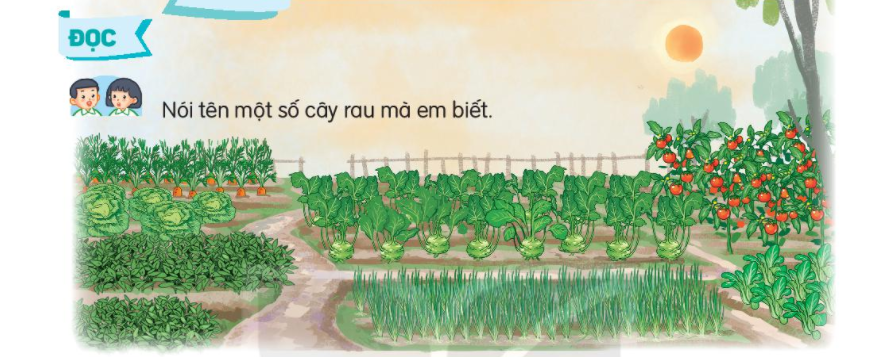 ĐỌC
Nói tên một số cây rau mà em biết.